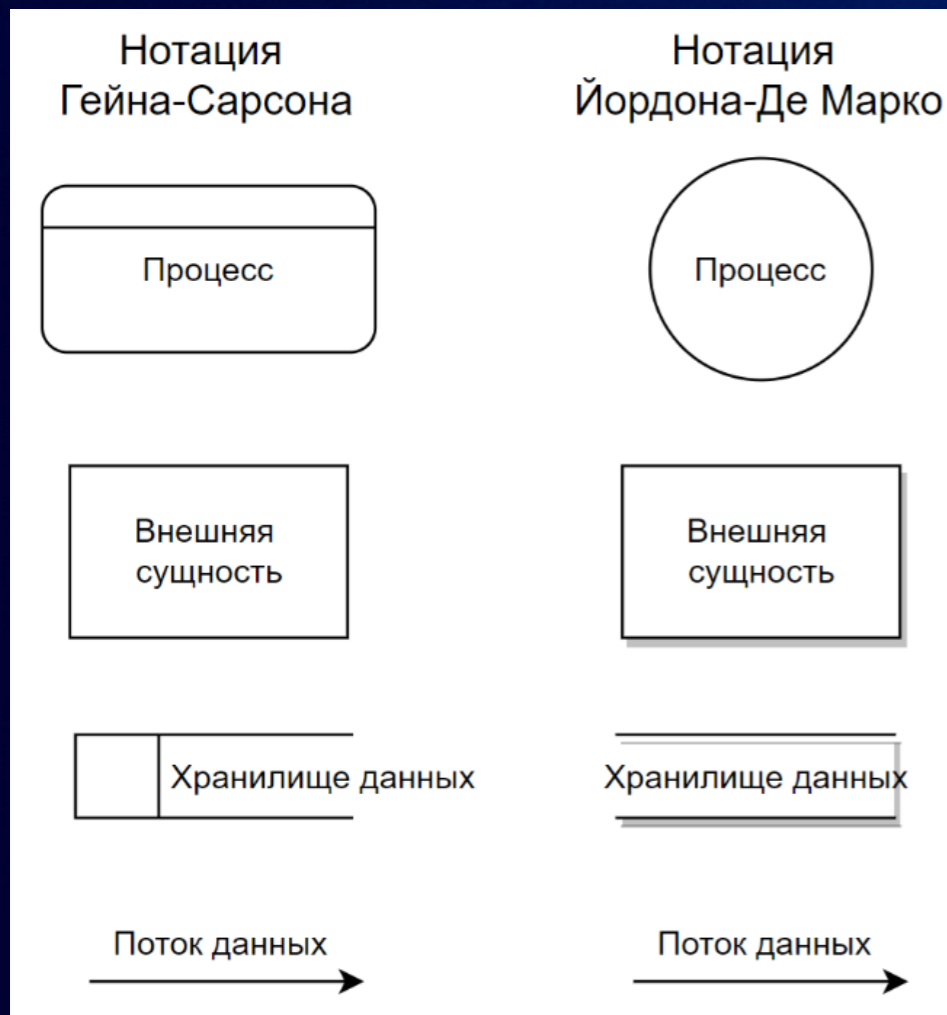 Нотация
Гейна-Сарсона
Нотация
Йордона-Де Марко
Процесс
Процесс
Внешняя
сущность
Внешняя
сущность
Хранилище данных
Хранилище данных
Поток данных
Поток данных